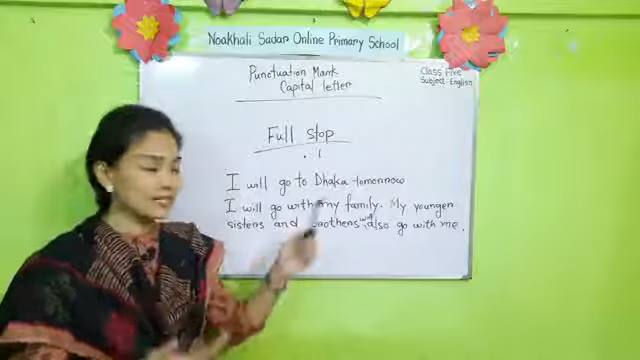 Noakhali Sadar Online Primary School
Punctuation Mark
Capital letter
Class Five
Subject: English
Full stop
. |
I will go to Dhaka tomorrow
I will go with my family. My younger
sisters and brothers will also go with me.